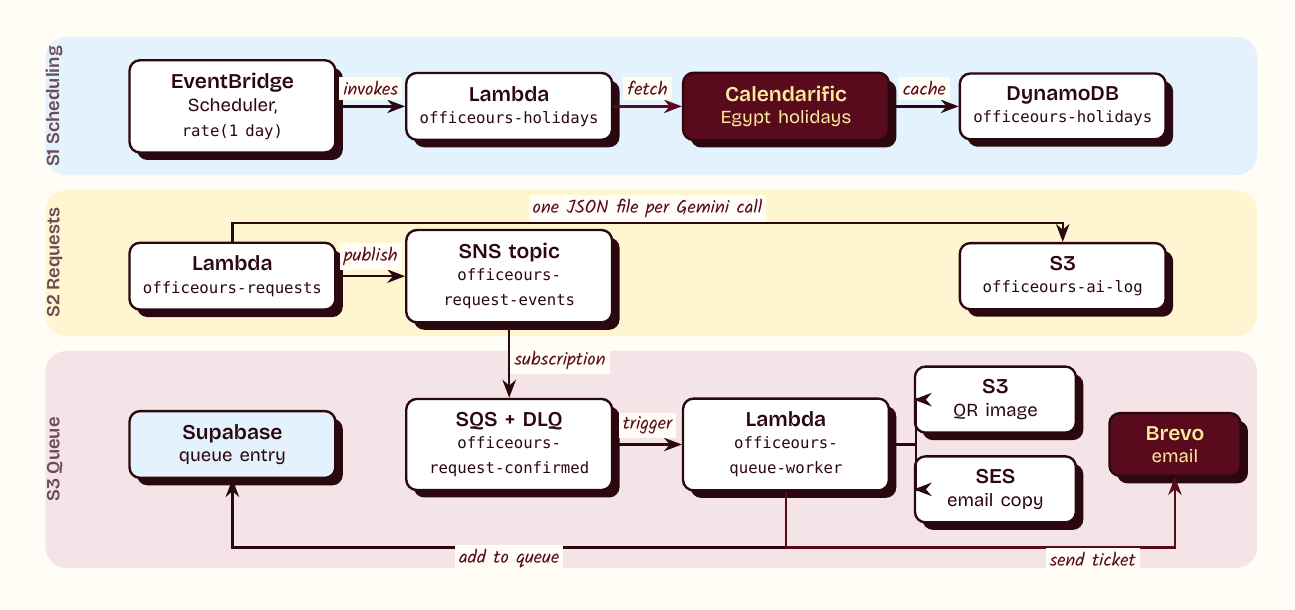 S1 Scheduling
EventBridge
Scheduler,
rate(1 day)
invokes
Lambda
officeours-holidays
fetch
Calendarific
Egypt holidays
cache
DynamoDB
officeours-holidays
S2 Requests
one JSON file per Gemini call
Lambda
officeours-requests
publish
SNS topic
officeours-
request-events
S3
officeours-ai-log
subscription
S3 Queue
Supabase
queue entry
SQS + DLQ
officeours-
request-confirmed
trigger
Lambda
officeours-
queue-worker
S3
QR image
SES
email copy
Brevo
email
add to queue
send ticket